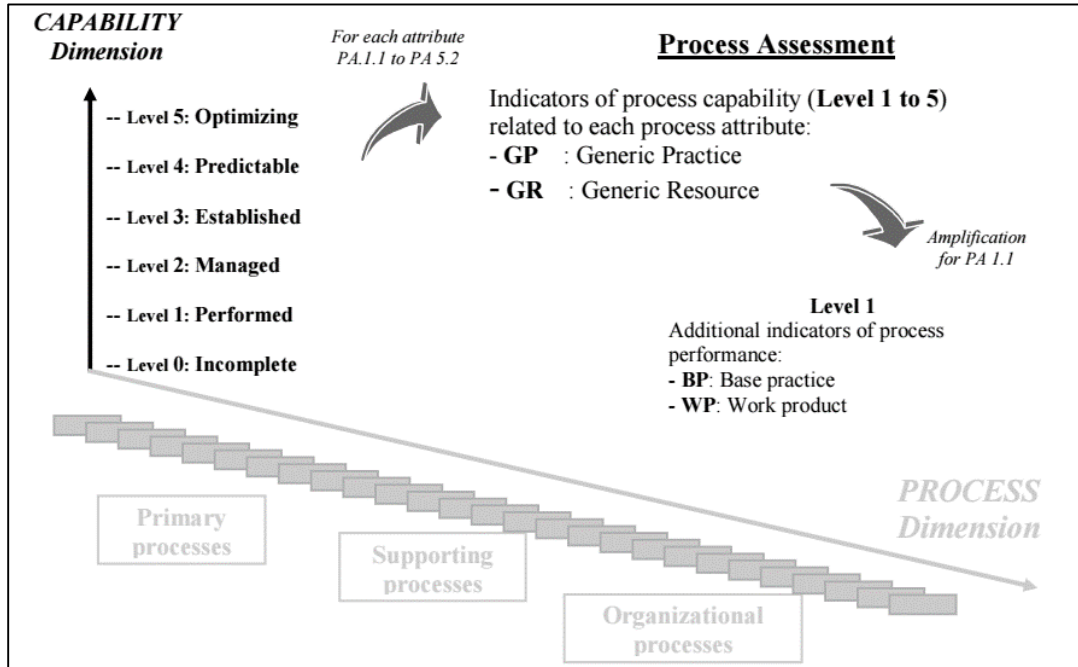 CAPABILITY
Dimension
For each attribute
PA.1.1 to PA 5.2
Process Assessment
Indicators of process capability (Level 1 to 5)
related to each process attribute:
- GP : Generic Practice
- GR : Generic Resource
-- Level 5: Optimizing
-- Level 4: Predictable
-- Level 3: Established
-- Level 2: Managed
-- Level 1: Performed
-- Level 0: Incomplete
Amplification
for PA 1.1
Level 1
Additional indicators of process
performance:
- BP: Base practice
- WP: Work product
PROCESS
Dimension
Primary
processes
Supporting
processes
Organizational
processes